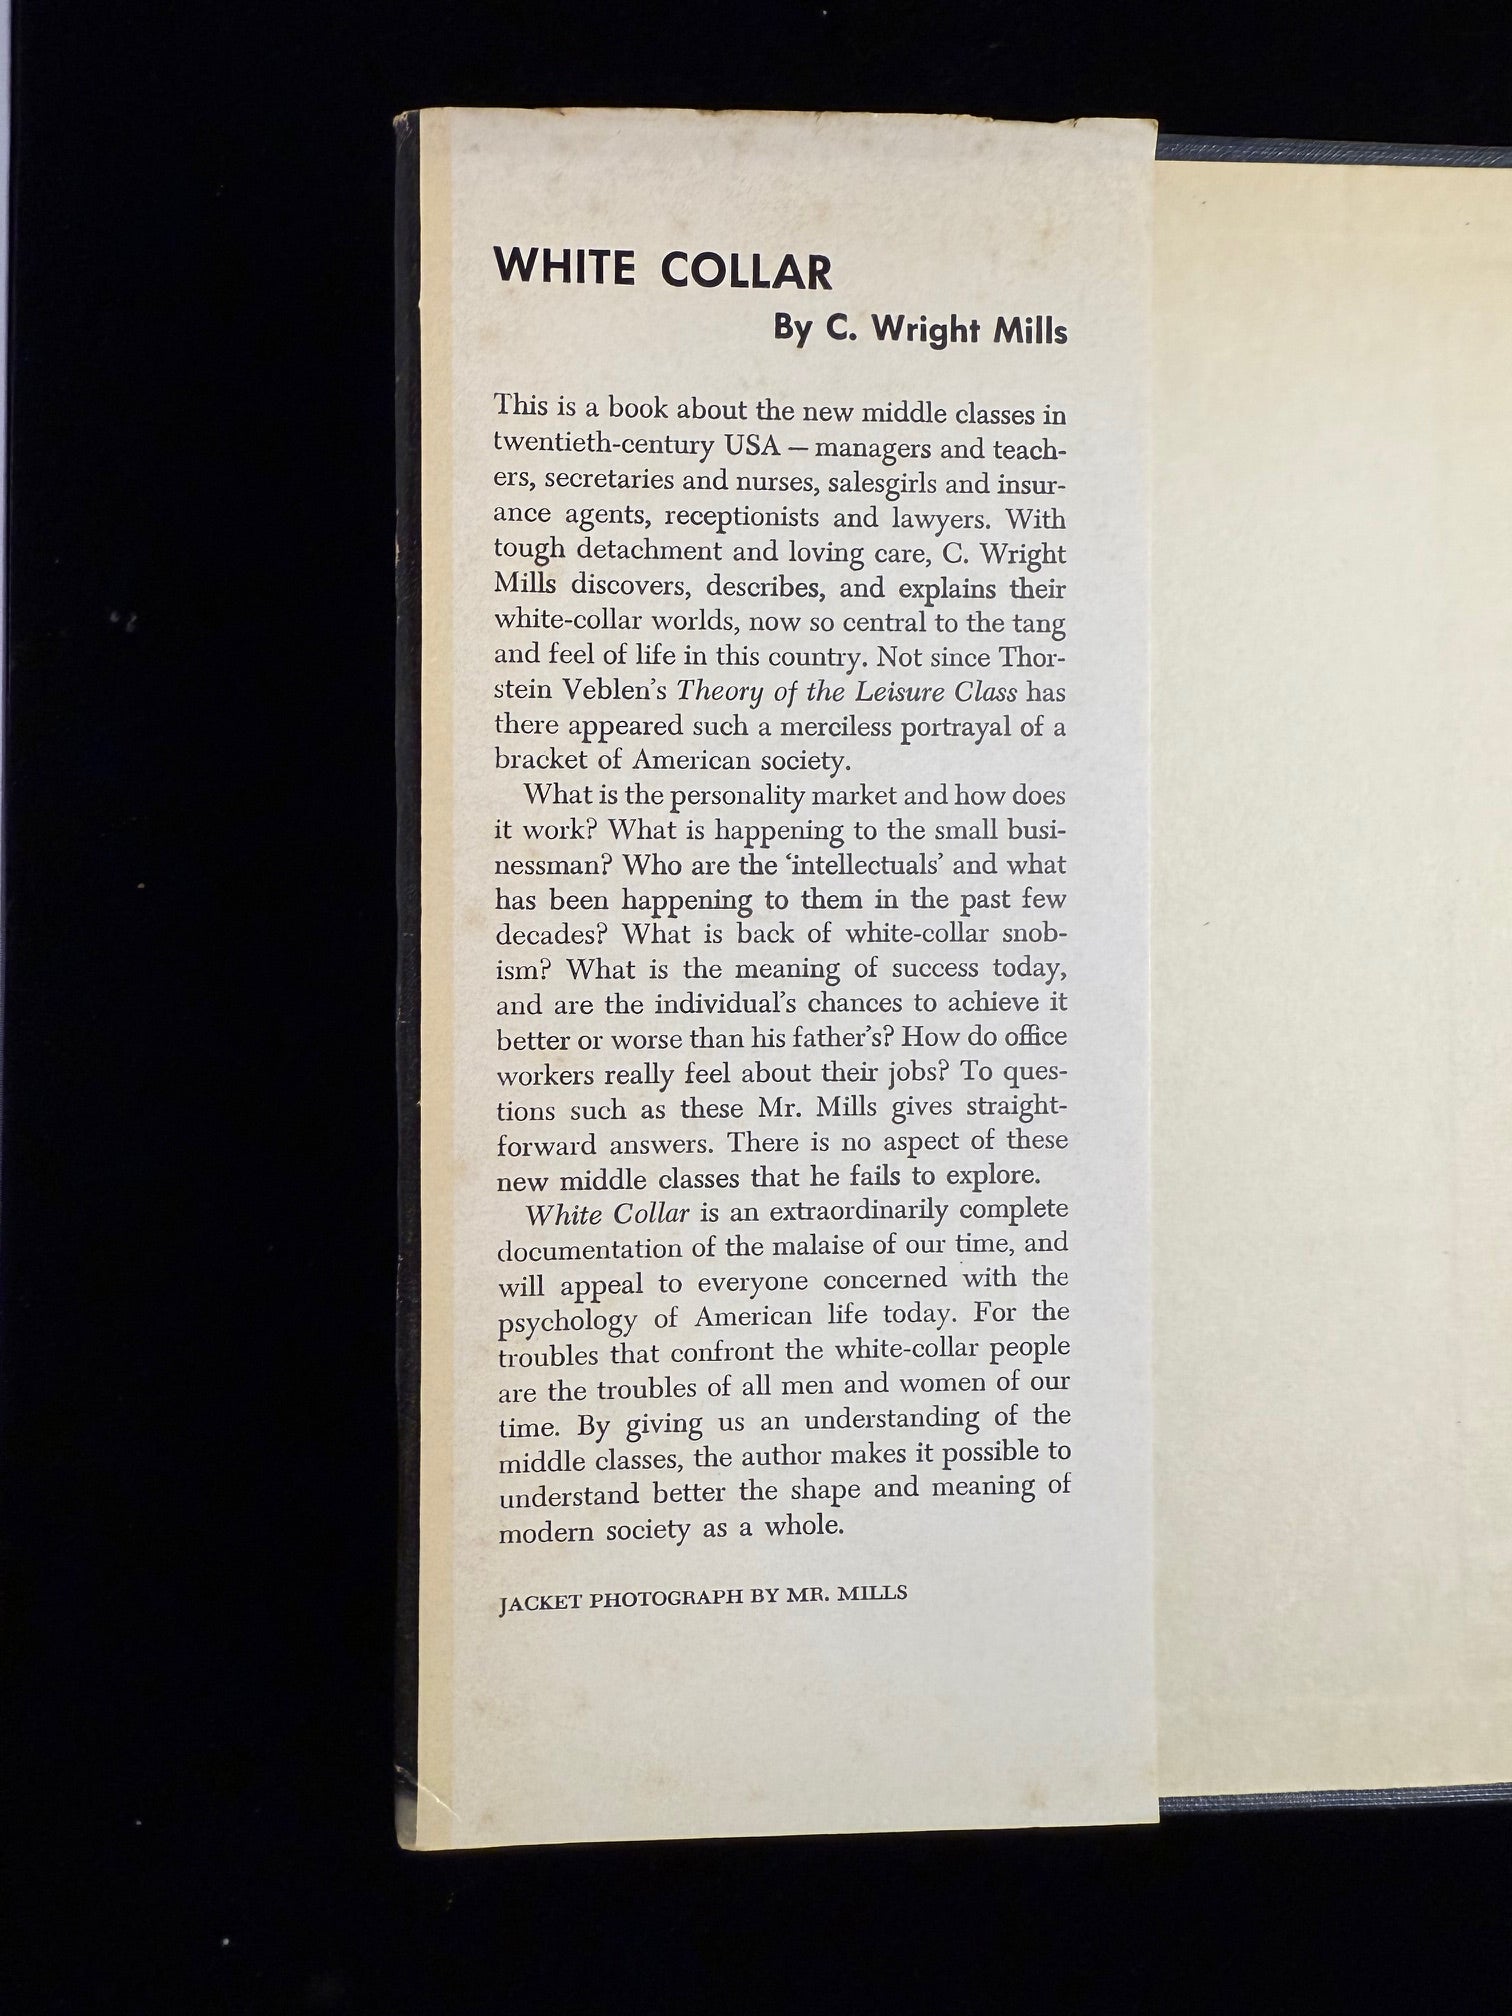 WHITE COLLAR
By C. Wright Mills
This is a book about the new middle classes in
twentieth-century USA — managers and teach-
ers, secretaries and nurses, salesgirls and insur-
ance agents, receptionists and lawyers. With
tough detachment and loving care, C. Wright
Mills discovers, describes, and explains their
white-collar worlds, now so central to the tang
and feel of life in this country. Not since Thor-
stein Veblen's Theory of the Leisure Class has
there appeared such a merciless portrayal of a
bracket of American society.
What is the personality market and how does
it work? What is happening to the small busi-
nessman? Who are the ‘intellectuals’ and what
has been happening to them in the past few
decades? What is back of white-collar snob-
ism? What is the meaning of success today,
and are the individual's chances to achieve it
better or worse than his father's? How do office
workers really feel about their jobs? To ques-
tions such as these Mr. Mills gives straight-
forward answers. There is no aspect of these
new middle classes that he fails to explore.
White Collar is an extraordinarily complete
documentation of the malaise of our time, and
will appeal to everyone concerned with the
psychology of American life today. For the
troubles that confront the white-collar people
are the troubles of all men and women of our
time. By giving us an understanding of the
middle classes, the author makes it possible to
understand better the shape and meaning of
modern society as a whole.
JACKET PHOTOGRAPH BY MR. MILLS